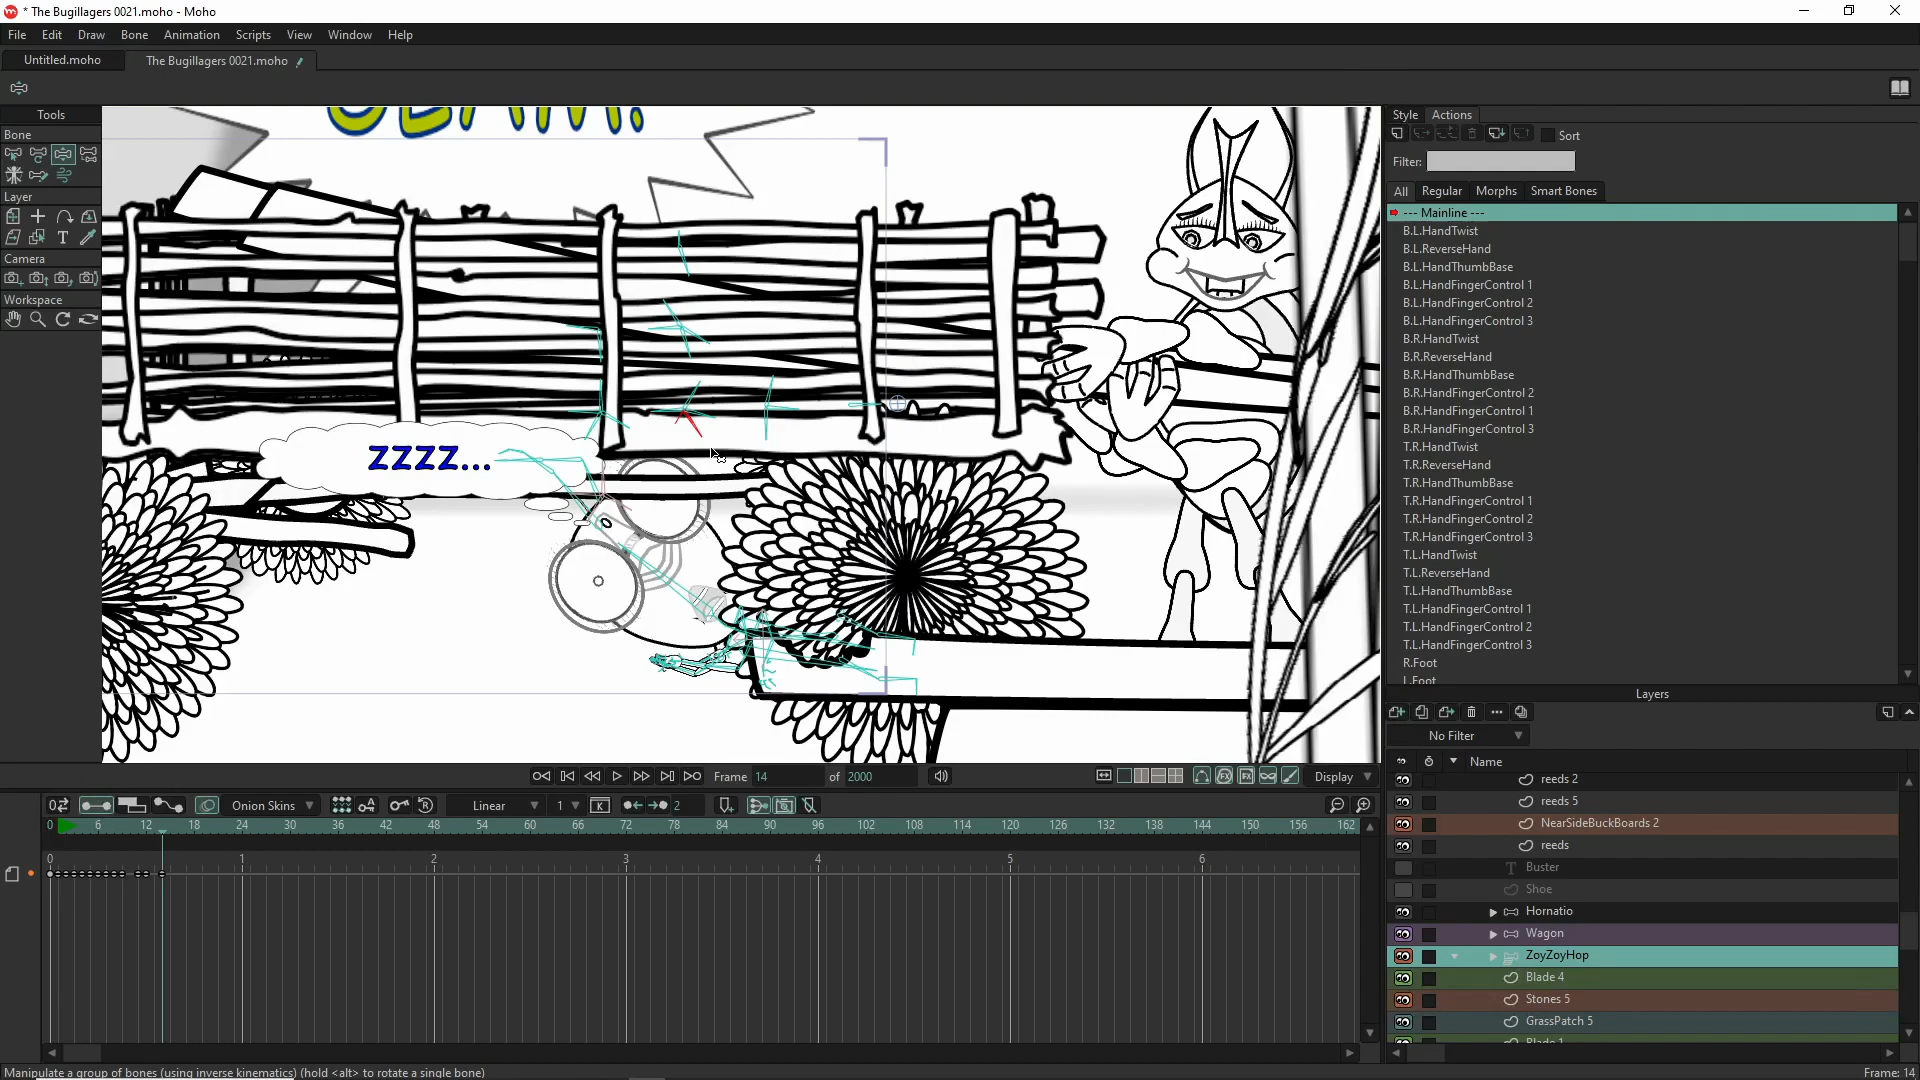 * The Bugillagers 0021.moho - Moho
File Edit Draw Bone Animation Scripts View Window Help
Untitled.moho The Bugillagers 0021.moho
Tools
Bone
Layer
Camera
Workspace
ZZZZ...
Style Actions
Sort
Filter:
All Regular Morphs Smart Bones
--- Mainline ---
B.L.HandTwist
B.L.ReverseHand
B.L.HandThumbBase
B.L.HandFingerControl 1
B.L.HandFingerControl 2
B.L.HandFingerControl 3
B.R.HandTwist
B.R.ReverseHand
B.R.HandThumbBase
B.R.HandFingerControl 2
B.R.HandFingerControl 1
B.R.HandFingerControl 3
T.R.HandTwist
T.R.ReverseHand
T.R.HandThumbBase
T.R.HandFingerControl 1
T.R.HandFingerControl 2
T.R.HandFingerControl 3
T.L.HandTwist
T.L.ReverseHand
T.L.HandThumbBase
T.L.HandFingerControl 1
T.L.HandFingerControl 2
T.L.HandFingerControl 3
R.Foot
L.Foot
Layers
No Filter
Name
reeds 2
reeds 5
NearSideBuckBoards 2
reeds
Buster
Shoe
Hornatio
Wagon
ZoyZoyHop
Blade 4
Stones 5
GrassPatch 5
Blade 1
Frame 14 of 2000
Display
Onion Skins Linear 1 2
0 6 12 18 24 30 36 42 48 54 60 66 72 78 84 90 96 102 108 114 120 126 132 138 144 150 156 162
0 1 2 3 4 5 6
Manipulate a group of bones (using inverse kinematics) (hold <alt> to rotate a single bone)
Frame: 14